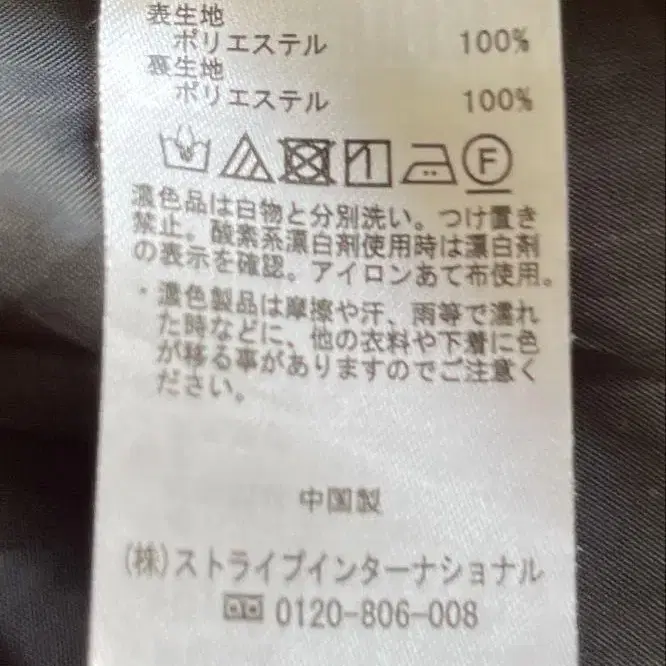 表生地
ポリエステル 100%
裏生地
ポリエステル 100%
F
濃色品は白物と分別洗い。つけ置き
禁止。酸素系漂白剤使用時は漂白剤
の表示を確認。アイロンあて布使用。
・濃色製品は摩擦や汗、雨等で濡れ
た時などに、他の衣料や下着に色
が移る事がありますのでご注意く
ださい。
中国製
(株)ストライプインターナショナル
0120-806-008